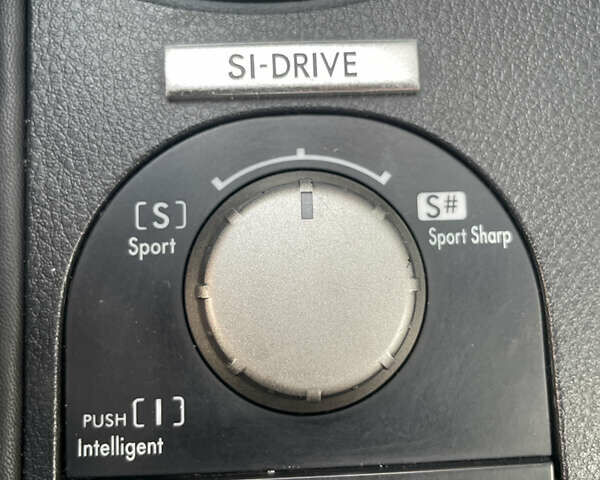 SI-DRIVE
[S]
Sport
S#
Sport Sharp
PUSH [I]
Intelligent